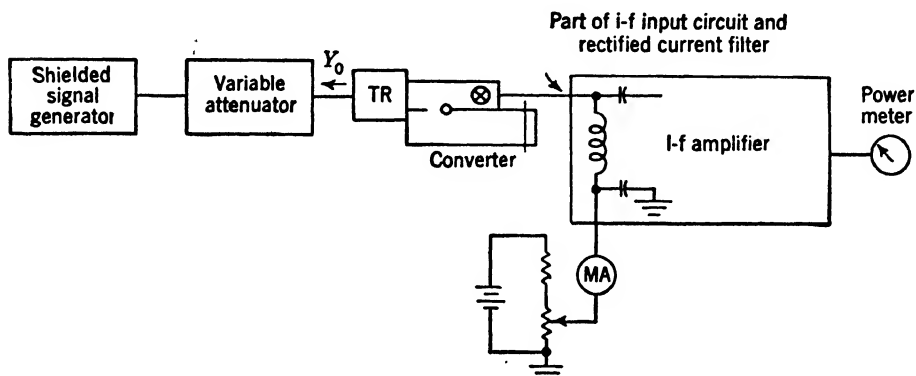 Part of i-f input circuit and
rectified current filter
Shielded
signal
generator
Variable
attenuator
Y₀
TR
Converter
I-f amplifier
Power
meter
MA